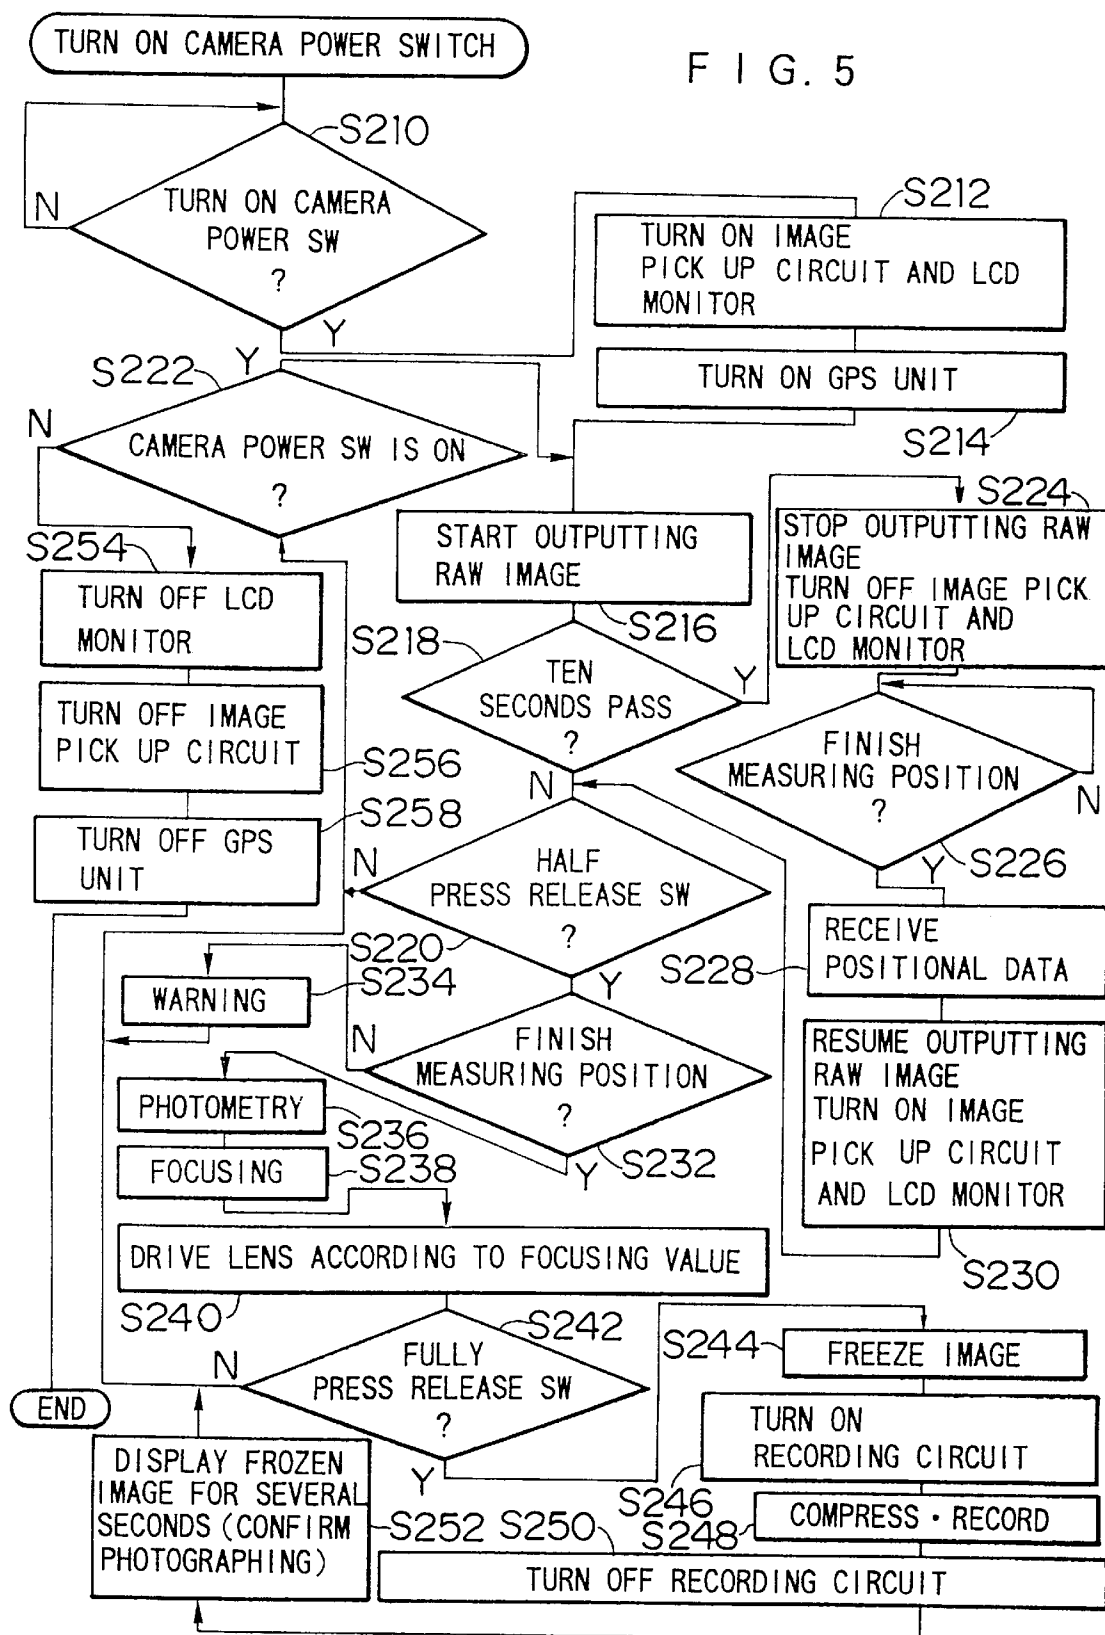 TURN ON CAMERA POWER SWITCH
F I G. 5
S210
N
TURN ON CAMERA
POWER SW
?
Y
S212
TURN ON IMAGE
PICK UP CIRCUIT AND LCD
MONITOR
TURN ON GPS UNIT
S214
S222
Y
N
CAMERA POWER SW IS ON
?
START OUTPUTTING
RAW IMAGE
S216
S224
STOP OUTPUTTING RAW
IMAGE
TURN OFF IMAGE PICK
UP CIRCUIT AND
LCD MONITOR
S254
TURN OFF LCD
MONITOR
TURN OFF IMAGE
PICK UP CIRCUIT
S256
TURN OFF GPS
UNIT
S258
S218
TEN
SECONDS PASS
?
Y
N
FINISH
MEASURING POSITION
?
N
Y
S226
HALF
PRESS RELEASE SW
?
N
S220
Y
RECEIVE
POSITIONAL DATA
S228
S234
WARNING
N
FINISH
MEASURING POSITION
?
S232
Y
RESUME OUTPUTTING
RAW IMAGE
TURN ON IMAGE
PICK UP CIRCUIT
AND LCD MONITOR
S230
PHOTOMETRY
S236
FOCUSING
S238
DRIVE LENS ACCORDING TO FOCUSING VALUE
S240
S242
N
FULLY
PRESS RELEASE SW
?
Y
END
S244
FREEZE IMAGE
TURN ON
RECORDING CIRCUIT
S246
S248
COMPRESS・RECORD
DISPLAY FROZEN
IMAGE FOR SEVERAL
SECONDS (CONFIRM
PHOTOGRAPHING)
S252
S250
TURN OFF RECORDING CIRCUIT